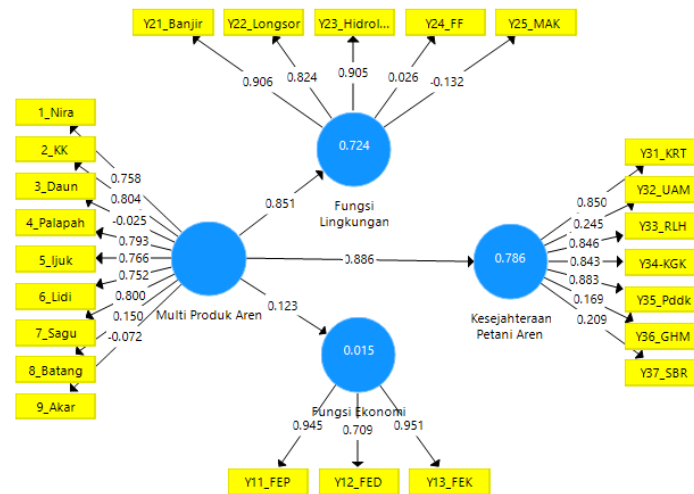 Y21_Banjir
Y22_Longsor
Y23_Hidrol...
Y24_FF
Y25_MAK
0.906
0.824
0.905
0.026
-0.132
1_Nira
2_KK
3_Daun
4_Palapah
5_Ijuk
6_Lidi
7_Sagu
8_Batang
9_Akar
0.758
0.804
-0.025
0.793
0.766
0.752
0.800
0.150
-0.072
Multi Produk Aren
0.851
0.886
0.123
0.724
Fungsi
Lingkungan
0.786
Kesejahteraan
Petani Aren
0.015
Fungsi Ekonomi
0.850
0.245
0.846
0.843
0.883
0.169
0.209
Y31_KRT
Y32_UAM
Y33_RLH
Y34-KGK
Y35_Pddk
Y36_GHM
Y37_SBR
0.945
0.709
0.951
Y11_FEP
Y12_FED
Y13_FEK